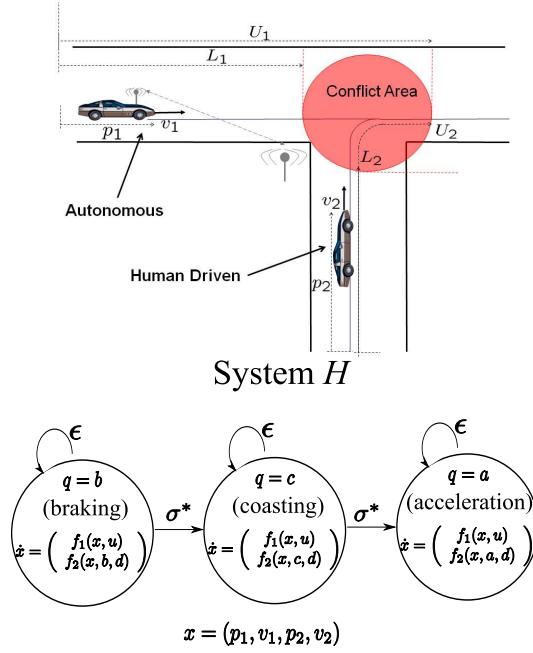 U₁
L₁
Conflict Area
p₁ v₁
U₂
L₂
Autonomous
v₂
Human Driven
p₂
System H
ϵ ϵ ϵ
q = b q = c q = a
(braking) σ* (coasting) σ* (acceleration)
ẋ = ( f₁(x, u) ẋ = ( f₁(x, u) ẋ = ( f₁(x, u)
f₂(x, b, d) ) f₂(x, c, d) ) f₂(x, a, d) )
x = (p₁, v₁, p₂, v₂)